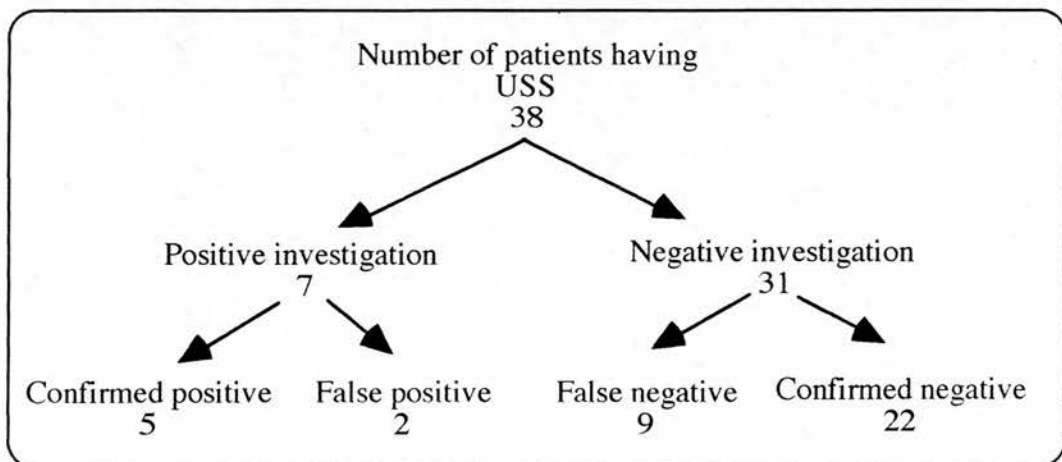 Number of patients having
USS
38
Positive investigation
7
Negative investigation
31
Confirmed positive
5
False positive
2
False negative
9
Confirmed negative
22